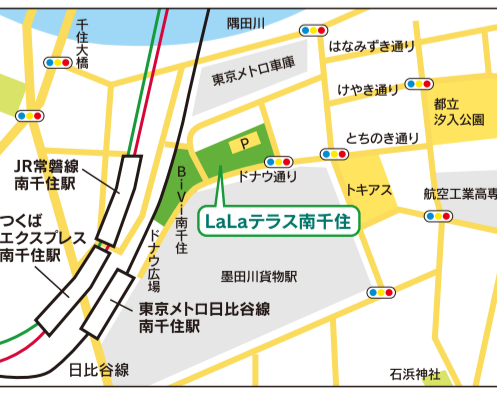 千住大橋
隅田川
はなみずき通り
東京メトロ車庫
けやき通り
都立
汐入公園
P
とちのき通り
JR常磐線
南千住駅
BiVi南千住
ドナウ通り
トキアス
航空工業高専
LaLaテラス南千住
つくば
エクスプレス
南千住駅
ドナウ広場
墨田川貨物駅
東京メトロ日比谷線
南千住駅
日比谷線
石浜神社